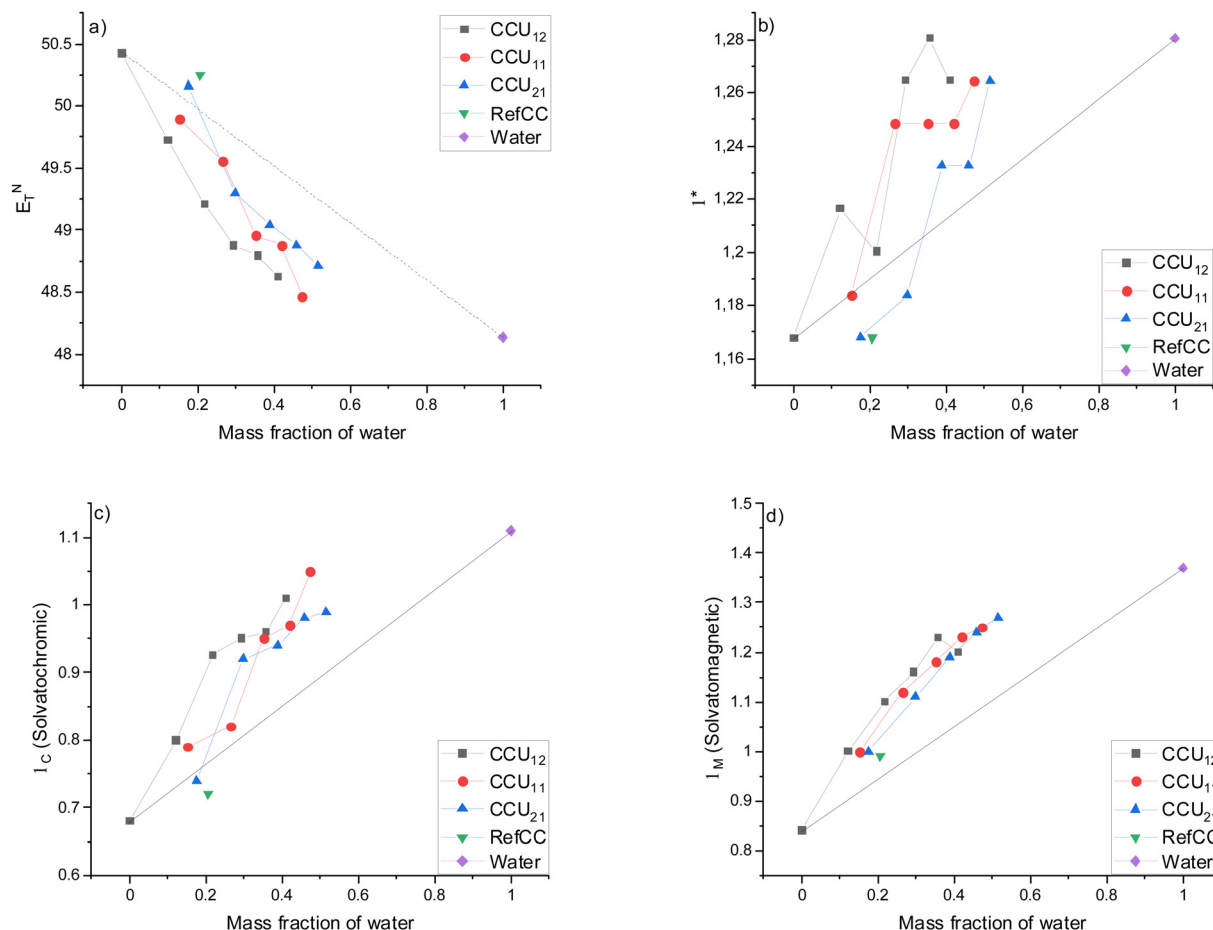 a)
50.5
50
49.5
49
48.5
48
E_T^N
0
0.2
0.4
0.6
0.8
1
Mass fraction of water
CCU12
CCU11
CCU21
RefCC
Water
b)
1,28
1,26
1,24
1,22
1,2
1,18
1,16
1*
0
0,2
0,4
0,6
0,8
1
Mass fraction of water
CCU12
CCU11
CCU21
RefCC
Water
c)
1.1
1
0.9
0.8
0.7
0.6
1C (Solvatochromic)
0
0.2
0.4
0.6
0.8
1
Mass fraction of water
CCU12
CCU11
CCU21
RefCC
Water
d)
1.5
1.4
1.3
1.2
1.1
1
0.9
0.8
1M (Solvatomagnetic)
0
0.2
0.4
0.6
0.8
1
Mass fraction of water
CCU12
CCU11
CCU21
RefCC
Water